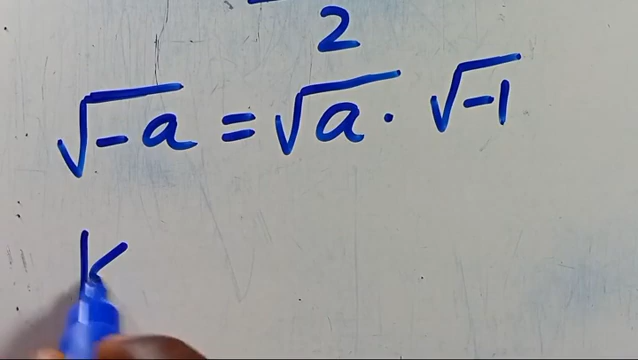 2
√-a = √a · √-1
K